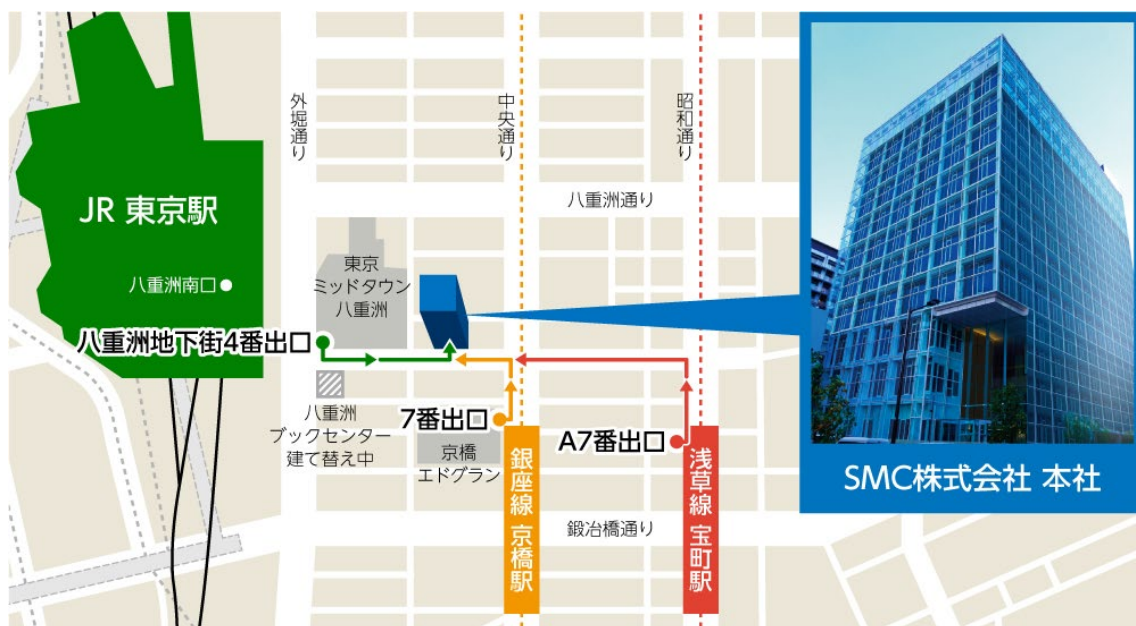 外堀通り
中央通り
昭和通り
八重洲通り
JR 東京駅
八重洲南口
東京
ミッドタウン
八重洲
八重洲地下街4番出口
八重洲
ブックセンター
建て替え中
7番出口
京橋
エドグラン
A7番出口
銀座線 京橋駅
浅草線 宝町駅
鍛冶橋通り
SMC株式会社 本社